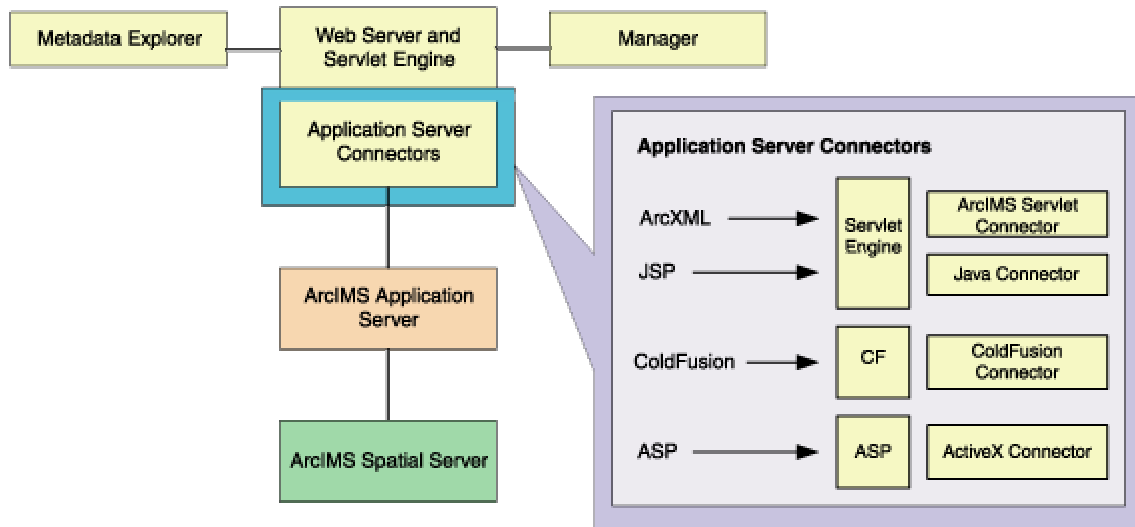 Metadata Explorer
Web Server and
Servlet Engine
Manager
Application Server
Connectors
ArcIMS Application
Server
ArcIMS Spatial Server
Application Server Connectors
ArcXML
JSP
Servlet
Engine
ArcIMS Servlet
Connector
Java Connector
ColdFusion
CF
ColdFusion
Connector
ASP
ASP
ActiveX Connector